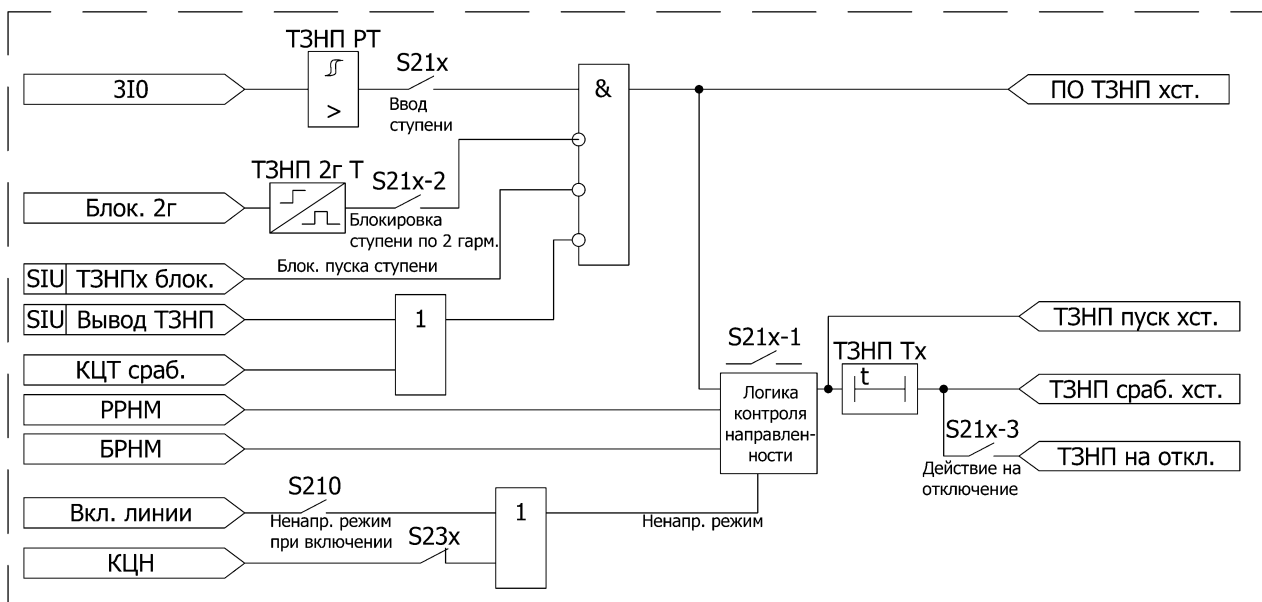 ТЗНП РТ
3I0
>
S21x
Ввод
ступени
&
ПО ТЗНП хст.
ТЗНП 2г Т
Блок. 2г
S21x-2
Блокировка
ступени по 2 гарм.
SIU ТЗНПх блок.
Блок. пуска ступени
SIU Вывод ТЗНП
1
КЦТ сраб.
РРНМ
БРНМ
S21x-1
Логика
контроля
направлен-
ности
ТЗНП Тх
t
ТЗНП пуск хст.
ТЗНП сраб. хст.
S21x-3
Действие на
отключение
ТЗНП на откл.
Вкл. линии
S210
Ненапр. режим
при включении
КЦН
S23x
1
Ненапр. режим